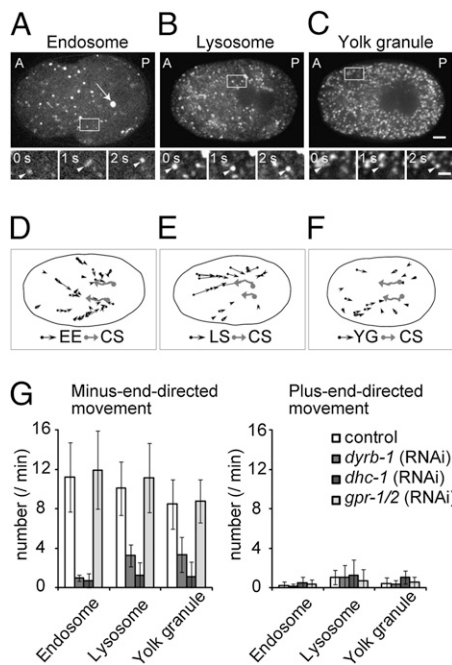 A B C
Endosome Lysosome Yolk granule
A P A P A P
0 s 1 s 2 s 0 s 1 s 2 s 0 s 1 s 2 s
D E F
EE CS LS CS YG CS
G
Minus-end-directed movement
Plus-end-directed movement
control
dyrb-1 (RNAi)
dhc-1 (RNAi)
gpr-1/2 (RNAi)
number (/ min)
16
12
8
4
0
Endosome
Lysosome
Yolk granule
number (/ min)
16
12
8
4
0
Endosome
Lysosome
Yolk granule